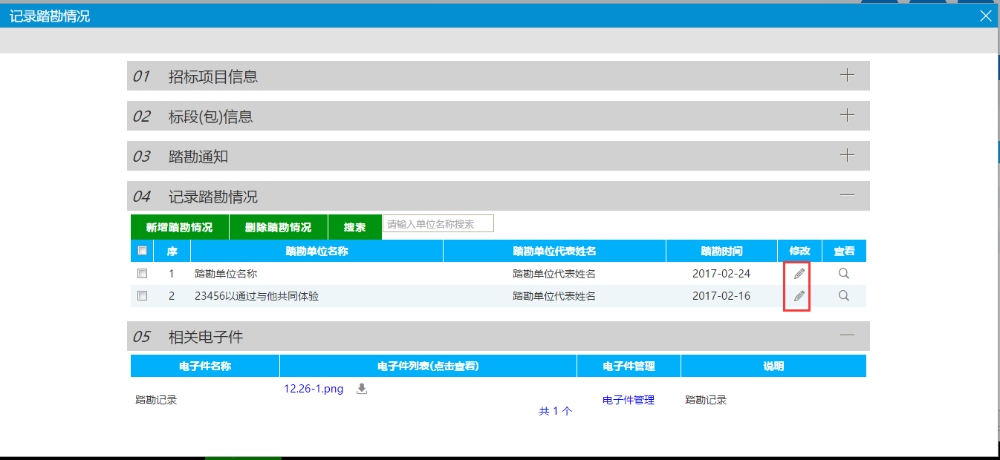 记录踏勘情况
01 招标项目信息
02 标段(包)信息
03 踏勘通知
04 记录踏勘情况
新增踏勘情况 删除踏勘情况 搜索 请输入单位名称搜索
序 踏勘单位名称 踏勘单位代表姓名 踏勘时间 修改 查看
1 踏勘单位名称 踏勘单位代表姓名 2017-02-24
2 23456以通过与他共同体验 踏勘单位代表姓名 2017-02-16
05 相关电子件
电子件名称 电子件列表(点击查看) 电子件管理 说明
12.26-1.png
踏勘记录 电子件管理 踏勘记录
共 1 个